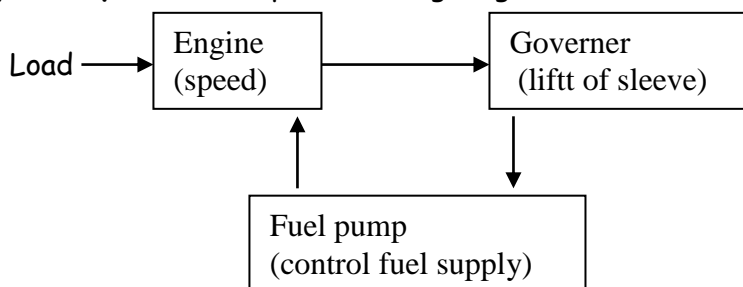 Load
Engine
(speed)
Governer
(liftt of sleeve)
Fuel pump
(control fuel supply)